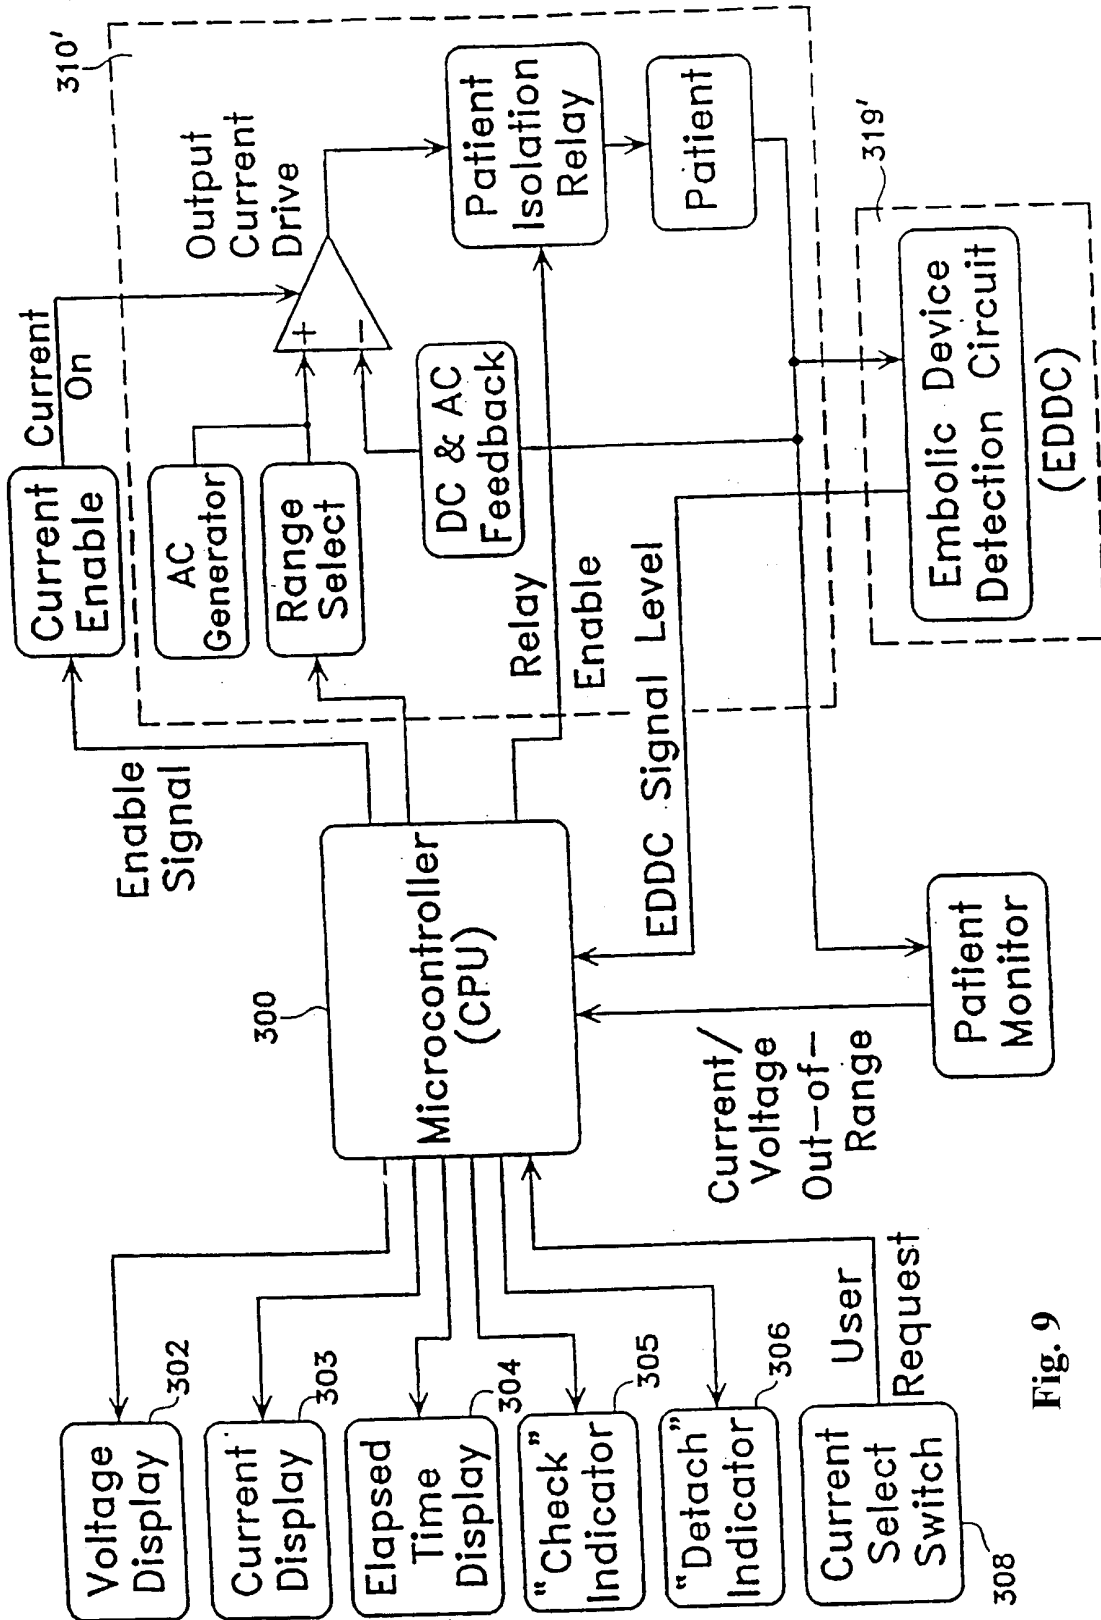 Voltage
Display
302
Current
Display
303
Elapsed
Time
Display
304
"Check"
Indicator
305
"Detach"
Indicator
306
Current
Select
Switch
308
User
Request
Microcontroller
(CPU)
300
Enable
Signal
Current
Enable
Current
On
310'
AC
Generator
Range
Select
Output
Current
Drive
+
−
DC & AC
Feedback
Relay
Enable
Patient
Isolation
Relay
Patient
EDDC Signal Level
319'
Embolic Device
Detection Circuit
(EDDC)
Current/
Voltage
Out-of-
Range
Patient
Monitor
Fig. 9